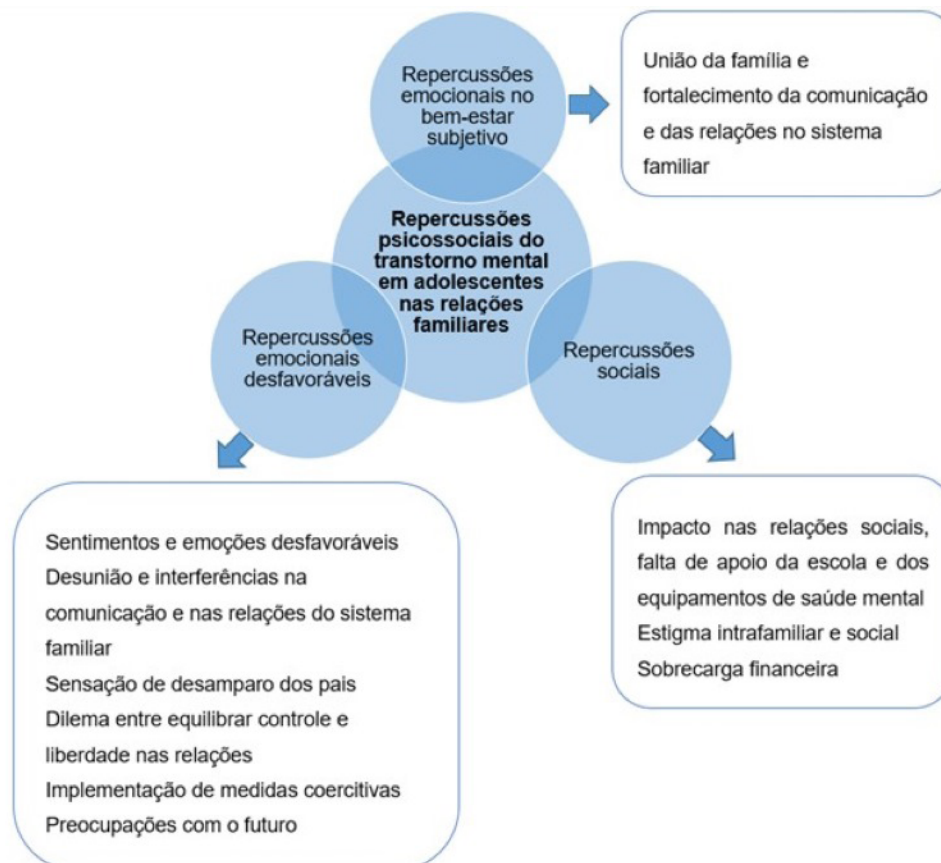 Repercussões
emocionais no
bem-estar
subjetivo
União da família e
fortalecimento da comunicação
e das relações no sistema
familiar
Repercussões
psicossociais do
transtorno mental
em adolescentes
nas relações
familiares
Repercussões
emocionais
desfavoráveis
Repercussões
sociais
Sentimentos e emoções desfavoráveis
Desunião e interferências na
comunicação e nas relações do sistema
familiar
Sensação de desamparo dos pais
Dilema entre equilibrar controle e
liberdade nas relações
Implementação de medidas coercitivas
Preocupações com o futuro
Impacto nas relações sociais,
falta de apoio da escola e dos
equipamentos de saúde mental
Estigma intrafamiliar e social
Sobrecarga financeira